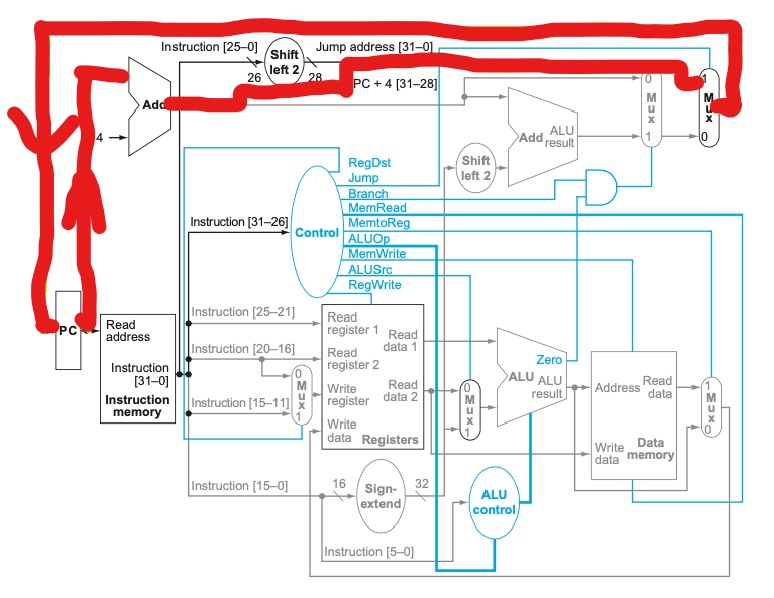 Instruction [25–0]
Shift
left 2
Jump address [31–0]
26
28
PC + 4 [31–28]
Add
4
0
M
u
x
1
1
M
u
x
0
Add
ALU
result
Shift
left 2
RegDst
Jump
Branch
MemRead
MemtoReg
ALUOp
MemWrite
ALUSrc
RegWrite
Control
Instruction [31–26]
PC
Read
address
Instruction
[31–0]
Instruction
memory
Instruction [25–21]
Instruction [20–16]
Instruction [15–11]
0
M
u
x
1
Read
register 1
Read
register 2
Write
register
Write
data
Read
data 1
Read
data 2
Registers
0
M
u
x
1
Zero
ALU
ALU
result
Address
Read
data
Write
data
Data
memory
1
M
u
x
0
Instruction [15–0]
16
Sign-
extend
32
ALU
control
Instruction [5–0]